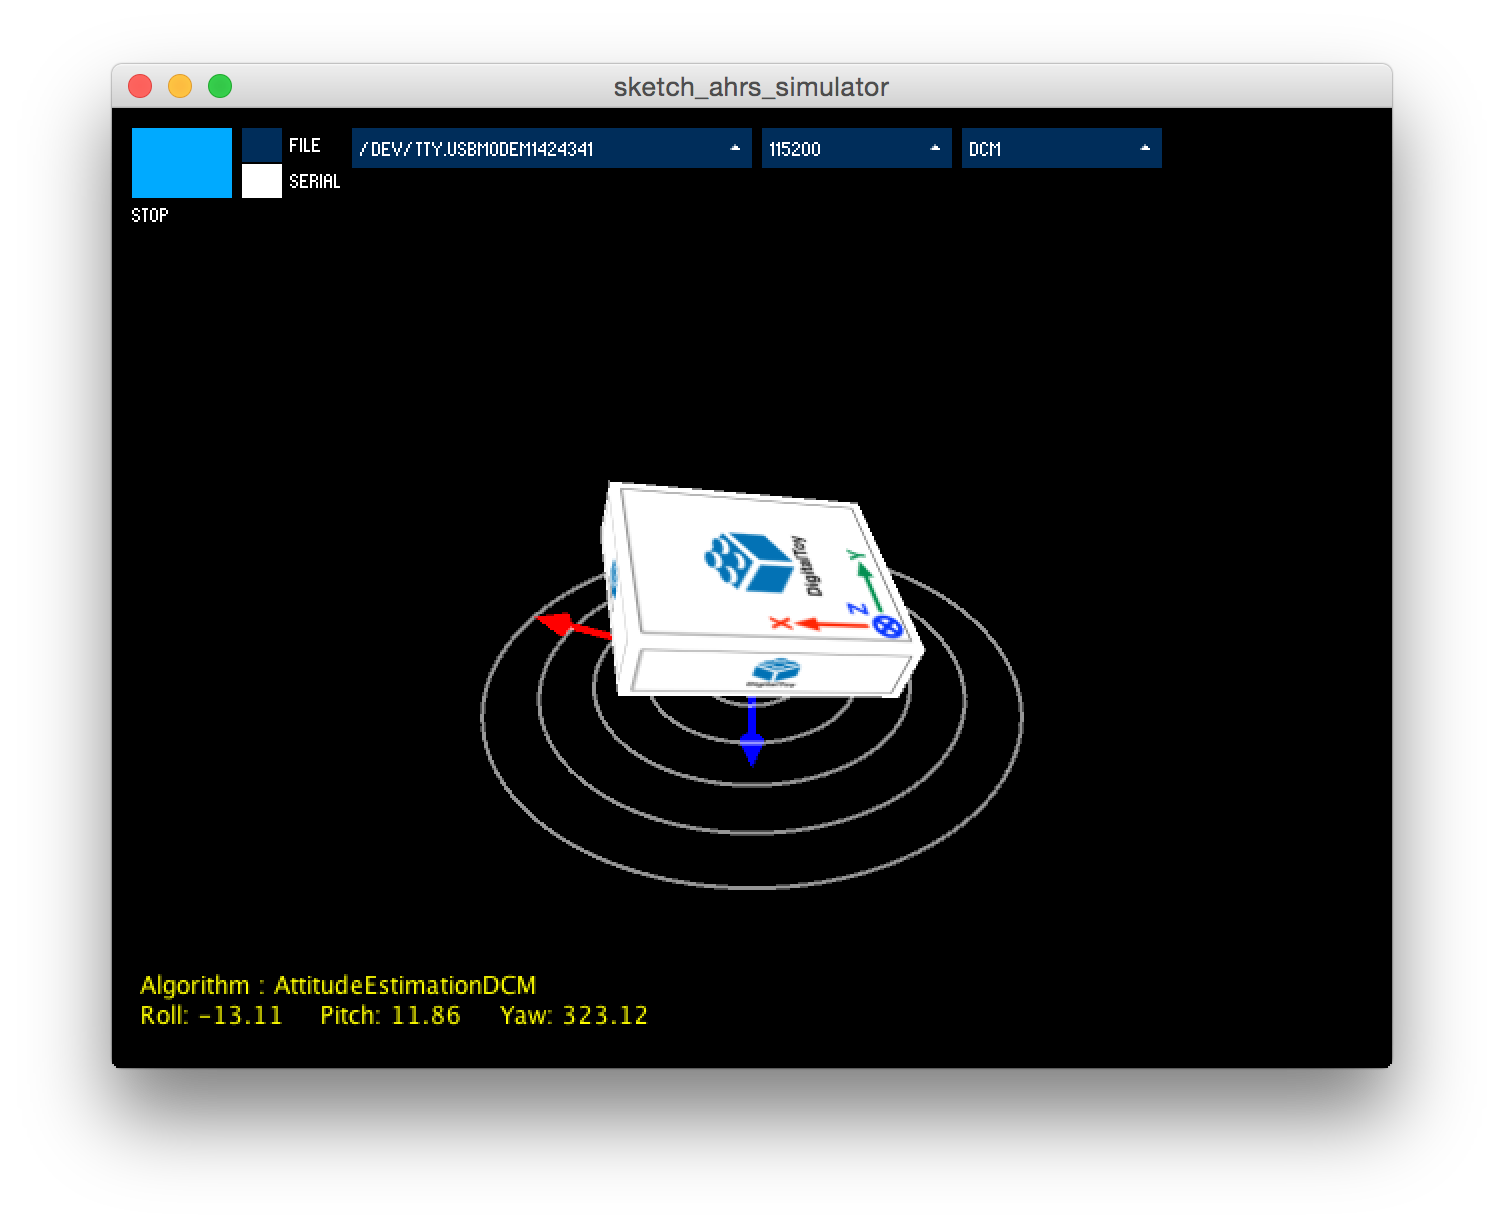 sketch_ahrs_simulator
FILE
/DEV/TTY.USBMODEM1424341
115200
DCM
SERIAL
STOP
DigitalToy
Y
Z
X
DigitalToy
Algorithm : AttitudeEstimationDCM
Roll: -13.11 Pitch: 11.86 Yaw: 323.12